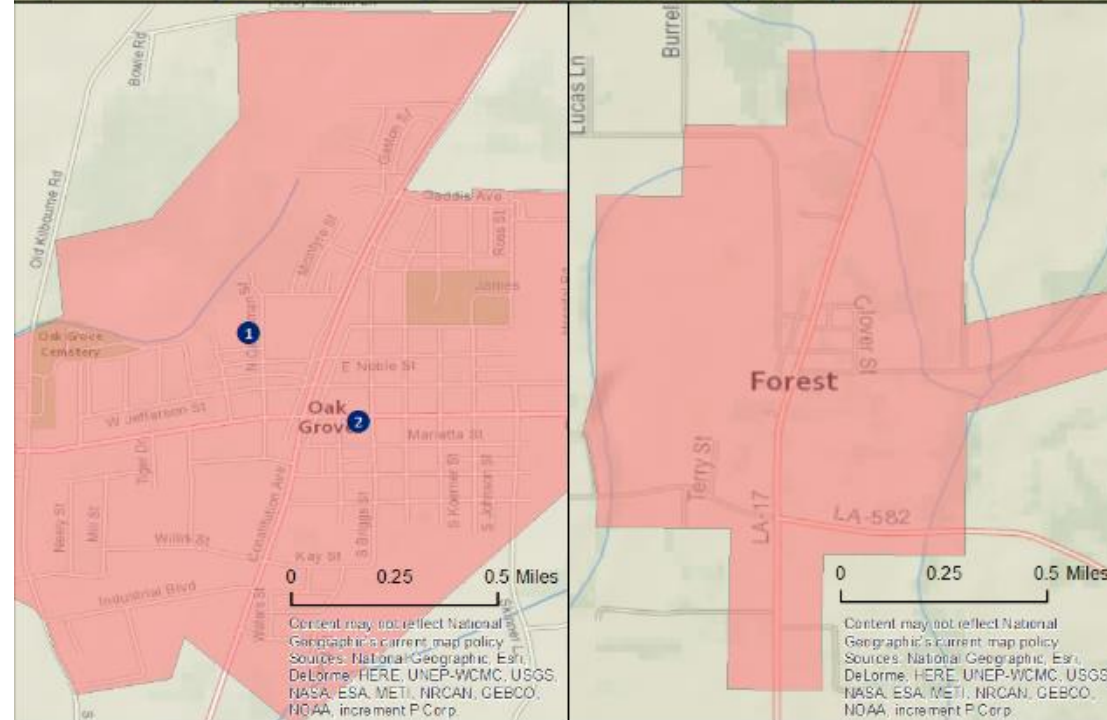 Bowie Rd
Old Kilbourne Rd
Gaston St
Gaddis Ave
Ross St
McIntyre St
James
1
Oak Grove
Cemetery
E Noble St
W Jefferson St
Oak
Grove
2
Marietta St
Tiger Dr
S Koerner St
S Johnson St
Constitution Ave
S Briggs St
Neely St
Mill St
Willis St
Kay St
Industrial Blvd
Waters St
0 0.25 0.5 Miles
Content may not reflect National
Geographic's current map policy
Sources: National Geographic, Esri,
DeLorme, HERE, UNEP-WCMC, USGS,
NASA, ESA, METI, NRCAN, GEBCO,
NOAA, increment P Corp.
Lucas Ln
Burrel
Clover St
Forest
Terry St
LA-17
LA-582
0 0.25 0.5 Miles
Content may not reflect National
Geographic's current map policy
Sources: National Geographic, Esri,
DeLorme, HERE, UNEP-WCMC, USGS
NASA, ESA, METI, NRCAN, GEBCO,
NOAA, increment P Corp.